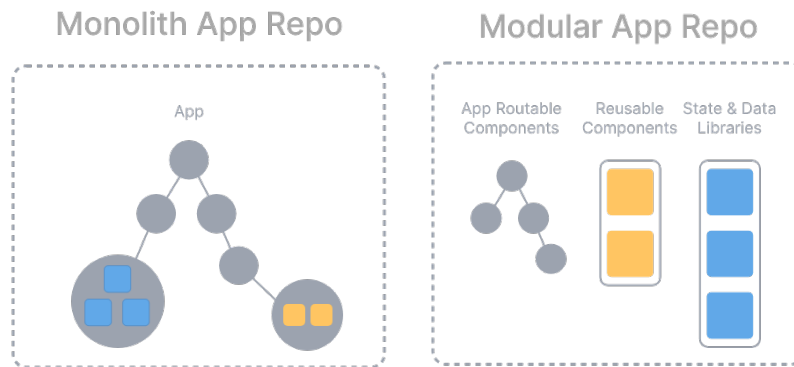 Monolith App Repo
App
Modular App Repo
App Routable
Components
Reusable
Components
State & Data
Libraries